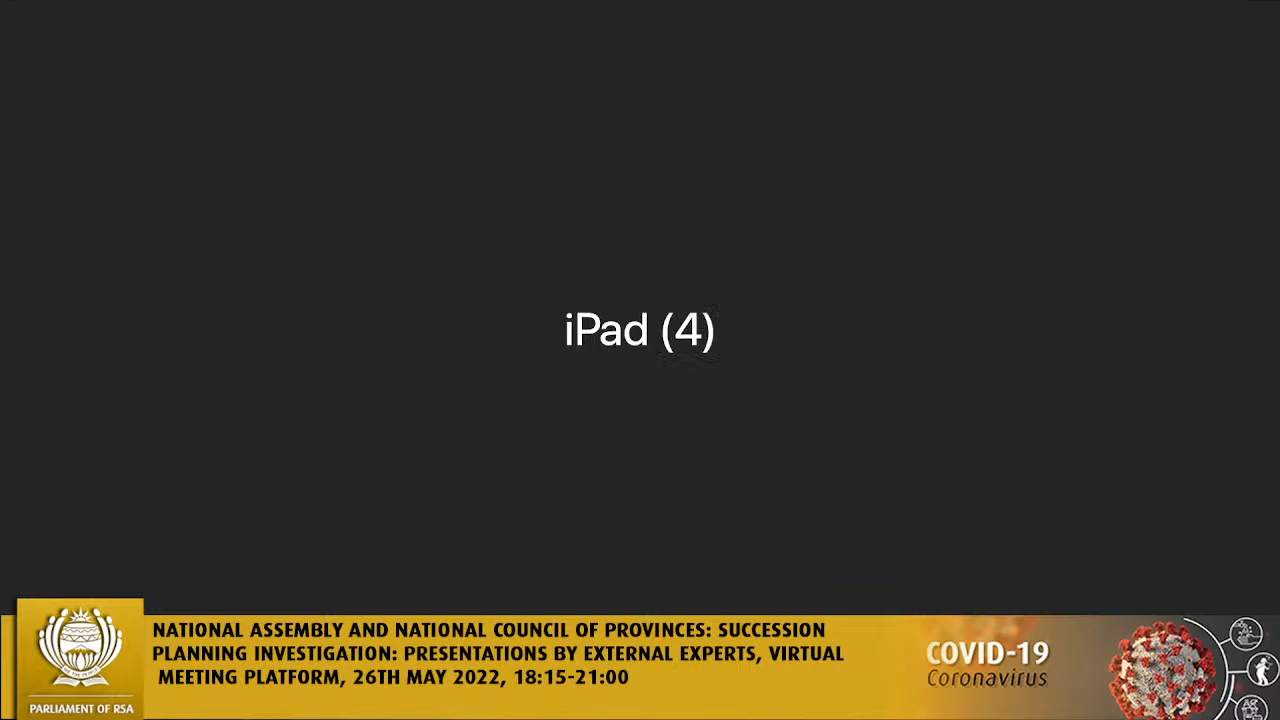 iPad (4)
NATIONAL ASSEMBLY AND NATIONAL COUNCIL OF PROVINCES: SUCCESSION
PLANNING INVESTIGATION: PRESENTATIONS BY EXTERNAL EXPERTS, VIRTUAL
MEETING PLATFORM, 26TH MAY 2022, 18:15-21:00
PARLIAMENT OF RSA
COVID-19
Coronavirus